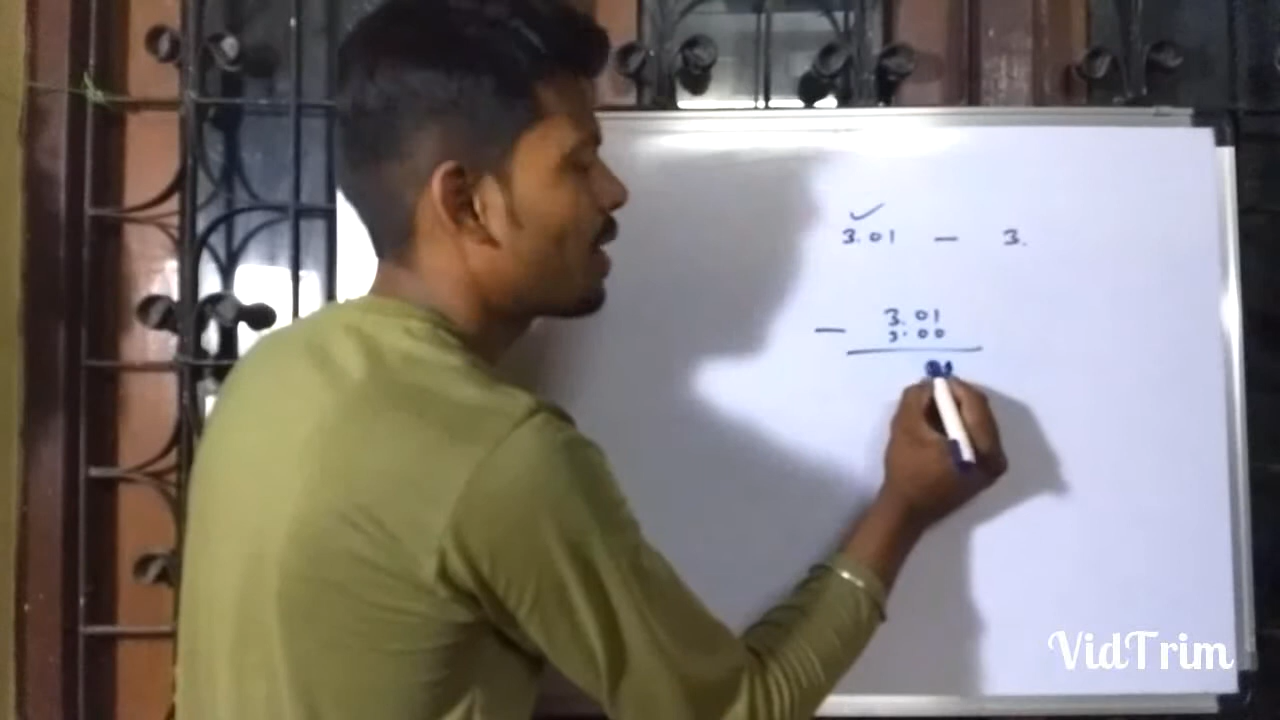 ✓
3.01 — 3.
3.01
— 3.00
VidTrim